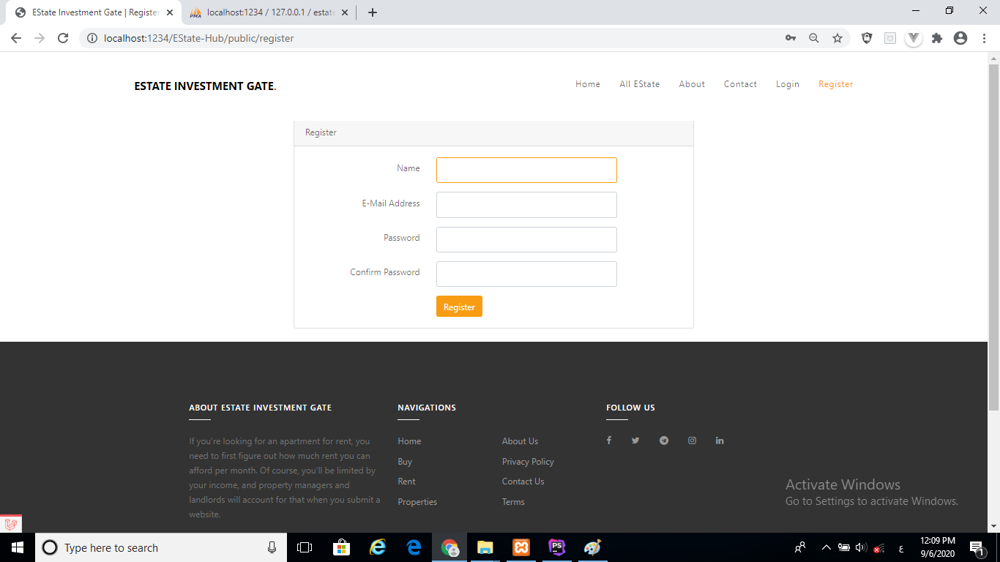 EState Investment Gate | Register
localhost:1234 / 127.0.0.1 / estate
localhost:1234/EState-Hub/public/register
ESTATE INVESTMENT GATE.
Home
All EState
About
Contact
Login
Register
Register
Name
E-Mail Address
Password
Confirm Password
Register
ABOUT ESTATE INVESTMENT GATE
If you're looking for an apartment for rent, you
need to first figure out how much rent you can
afford per month. Of course, you'll be limited by
your income, and property managers and
landlords will account for that when you submit a
website.
NAVIGATIONS
Home
Buy
Rent
Properties
About Us
Privacy Policy
Contact Us
Terms
FOLLOW US
Activate Windows
Go to Settings to activate Windows.
Type here to search
PS
ع
12:09 PM
9/6/2020
1